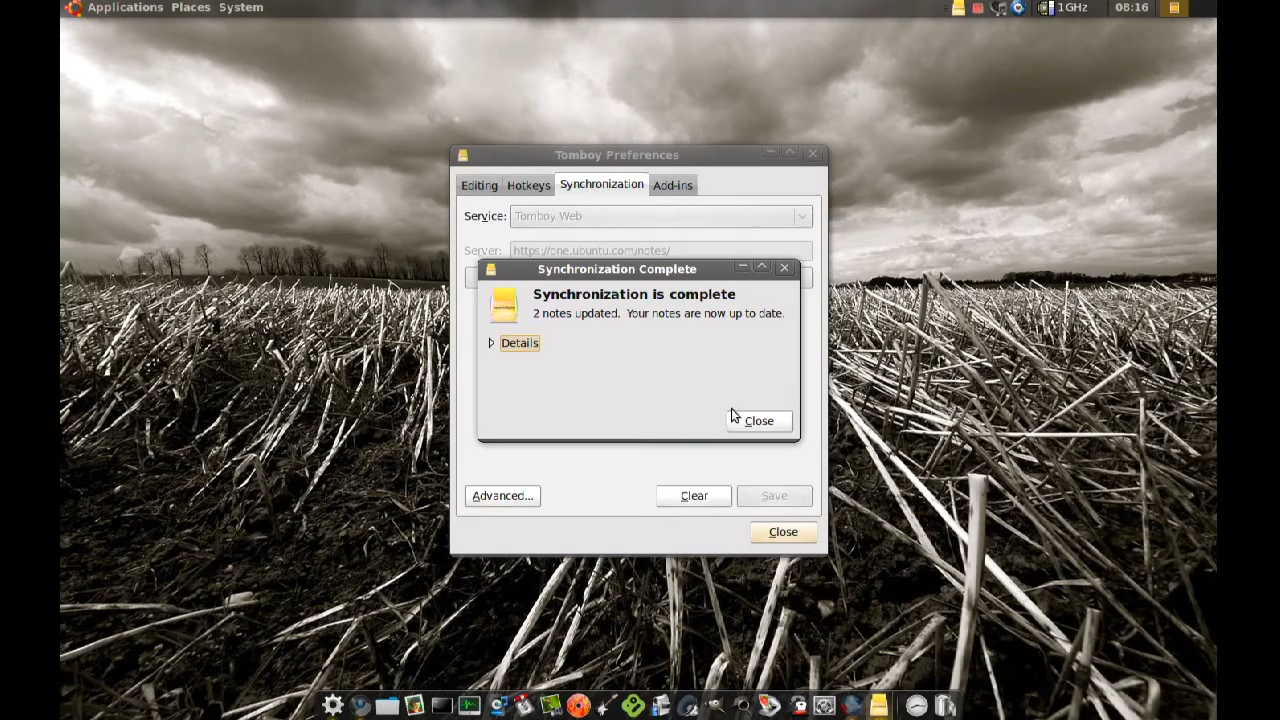 Applications Places System
1GHz
08:16
Tomboy Preferences
Editing Hotkeys Synchronization Add-ins
Service: Tomboy Web
Server: https://one.ubuntu.com/notes/
Synchronization Complete
Synchronization is complete
2 notes updated. Your notes are now up to date.
Details
Close
Advanced... Clear Save
Close